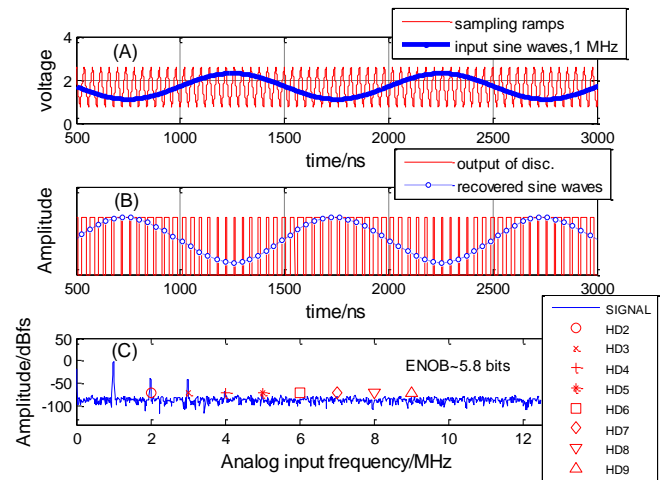 (A)
sampling ramps
input sine waves,1 MHz
voltage
4
2
0
500
1000
1500
2000
2500
3000
time/ns
(B)
output of disc.
recovered sine waves
Amplitude
500
1000
1500
2000
2500
3000
time/ns
(C)
ENOB~5.8 bits
Amplitude/dBfs
50
0
-50
-100
0
2
4
6
8
10
12
Analog input frequency/MHz
SIGNAL
HD2
HD3
HD4
HD5
HD6
HD7
HD8
HD9